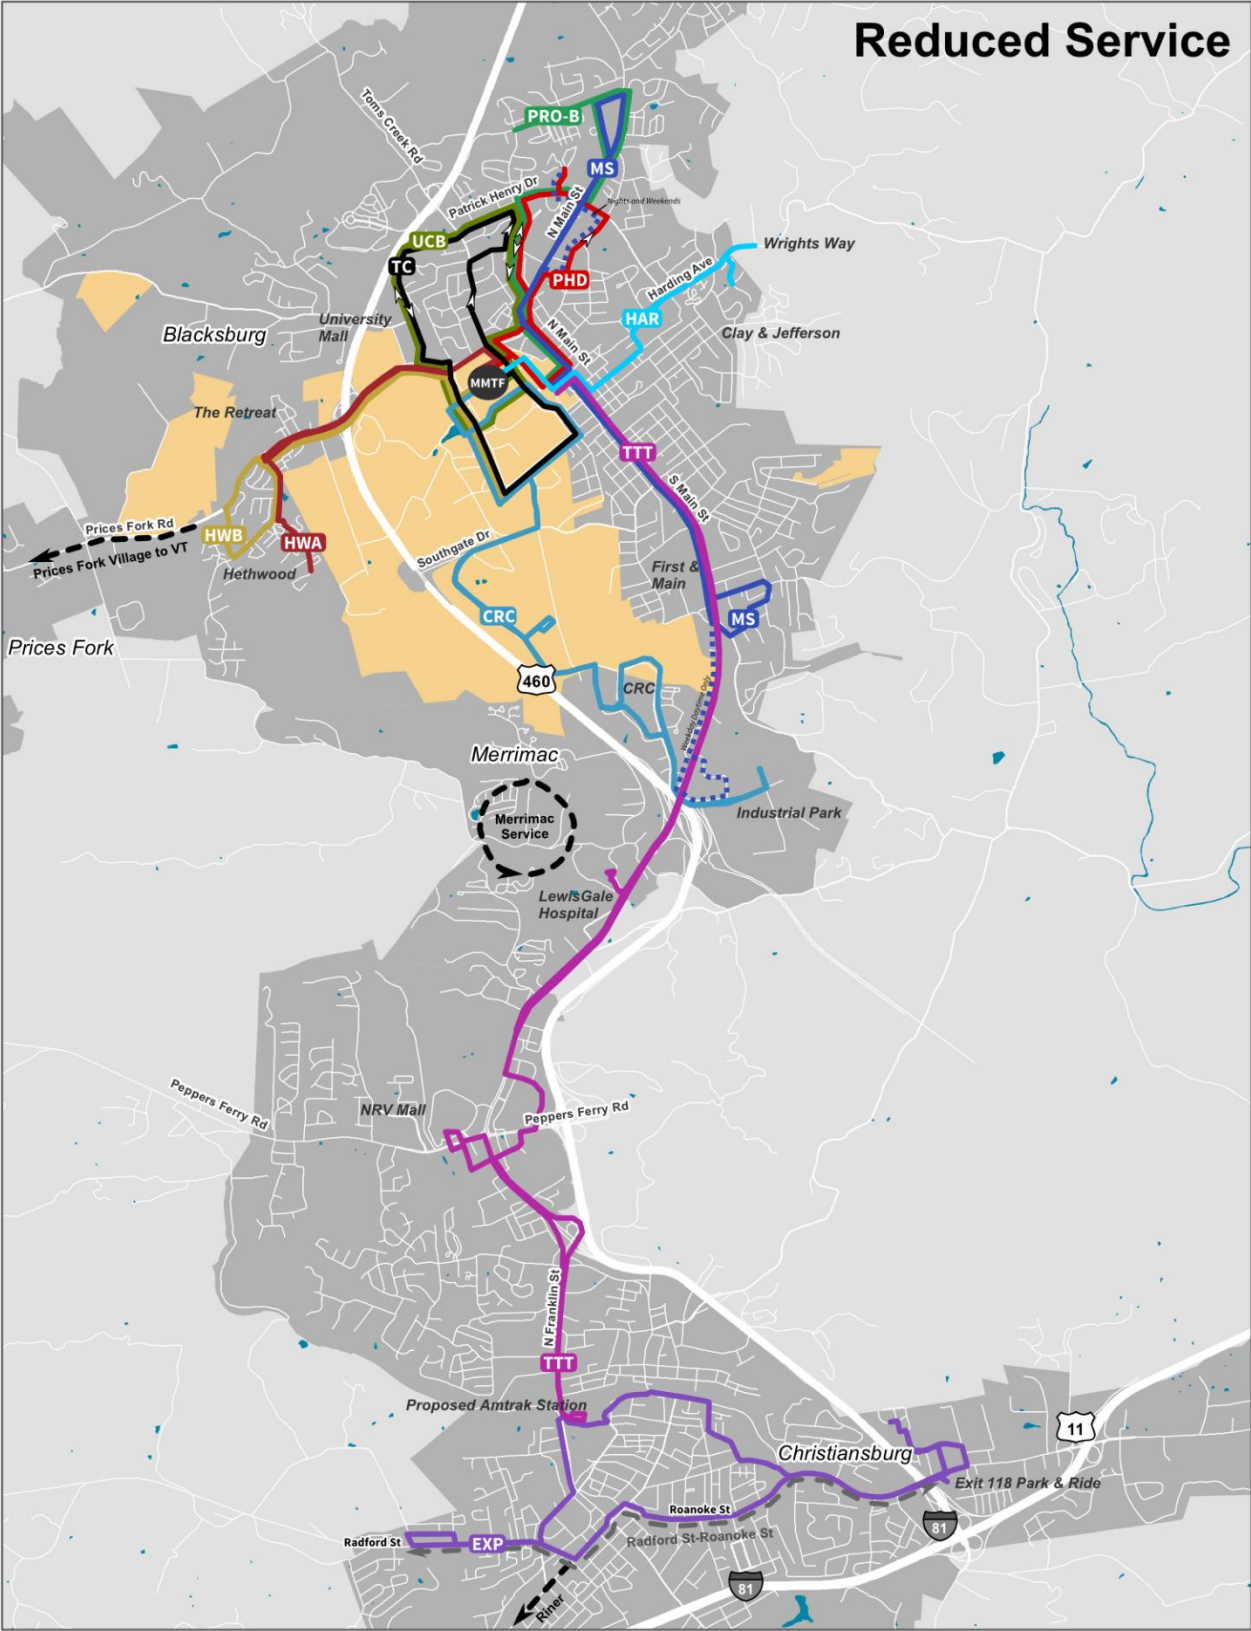 Reduced Service
Toms Creek Rd
PRO-B
MS
Patrick Henry Dr
N Main St
Nights and Weekends
UCB
TC
Wrights Way
Harding Ave
PHD
HAR
University
Mall
Blacksburg
N Main St
Clay & Jefferson
MMTF
The Retreat
TTT
S Main St
Prices Fork Rd
HWB
HWA
Prices Fork Village to VT
Hethwood
Southgate Dr
First &
Main
CRC
MS
Prices Fork
460
CRC
Weekday Daytime Only
Merrimac
Merrimac
Service
Industrial Park
LewisGale
Hospital
Peppers Ferry Rd
NRV Mall
Peppers Ferry Rd
N Franklin St
TTT
Proposed Amtrak Station
11
Christiansburg
Exit 118 Park & Ride
Roanoke St
81
Radford St-Roanoke St
Radford St
EXP
81
Riner